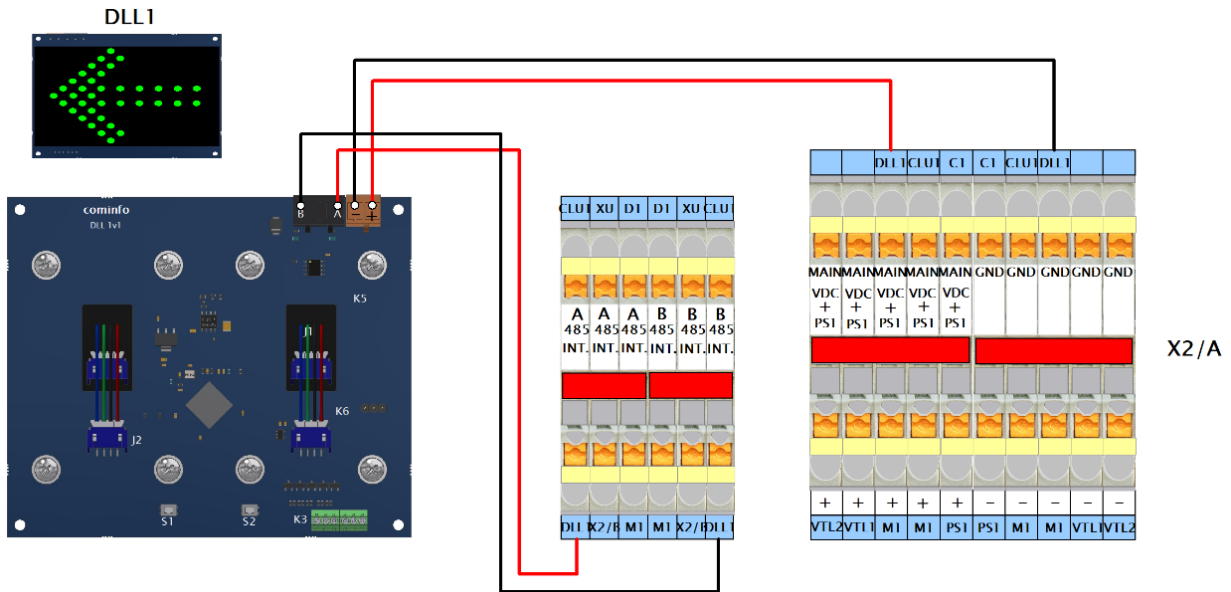 DLL1
cominfo
DLL 1v1
B A - +
K5
J1
K6
J2
S1 S2 K3
CLU1 XU D1 D1 XU CLU1
A A A B B B
485 485 485 485 485 485
INT. INT. INT. INT. INT. INT.
DLL1 X2/B M1 M1 X2/B DLL1
DLL1 CLU1 C1 C1 CLU1 DLL1
MAIN MAIN MAIN MAIN MAIN GND GND GND GND GND
VDC VDC VDC VDC VDC
+ + + + +
PS1 PS1 PS1 PS1 PS1
X2/A
+ + + + + - - - - -
VTL2 VTL1 M1 M1 PS1 PS1 M1 M1 VTL1 VTL2